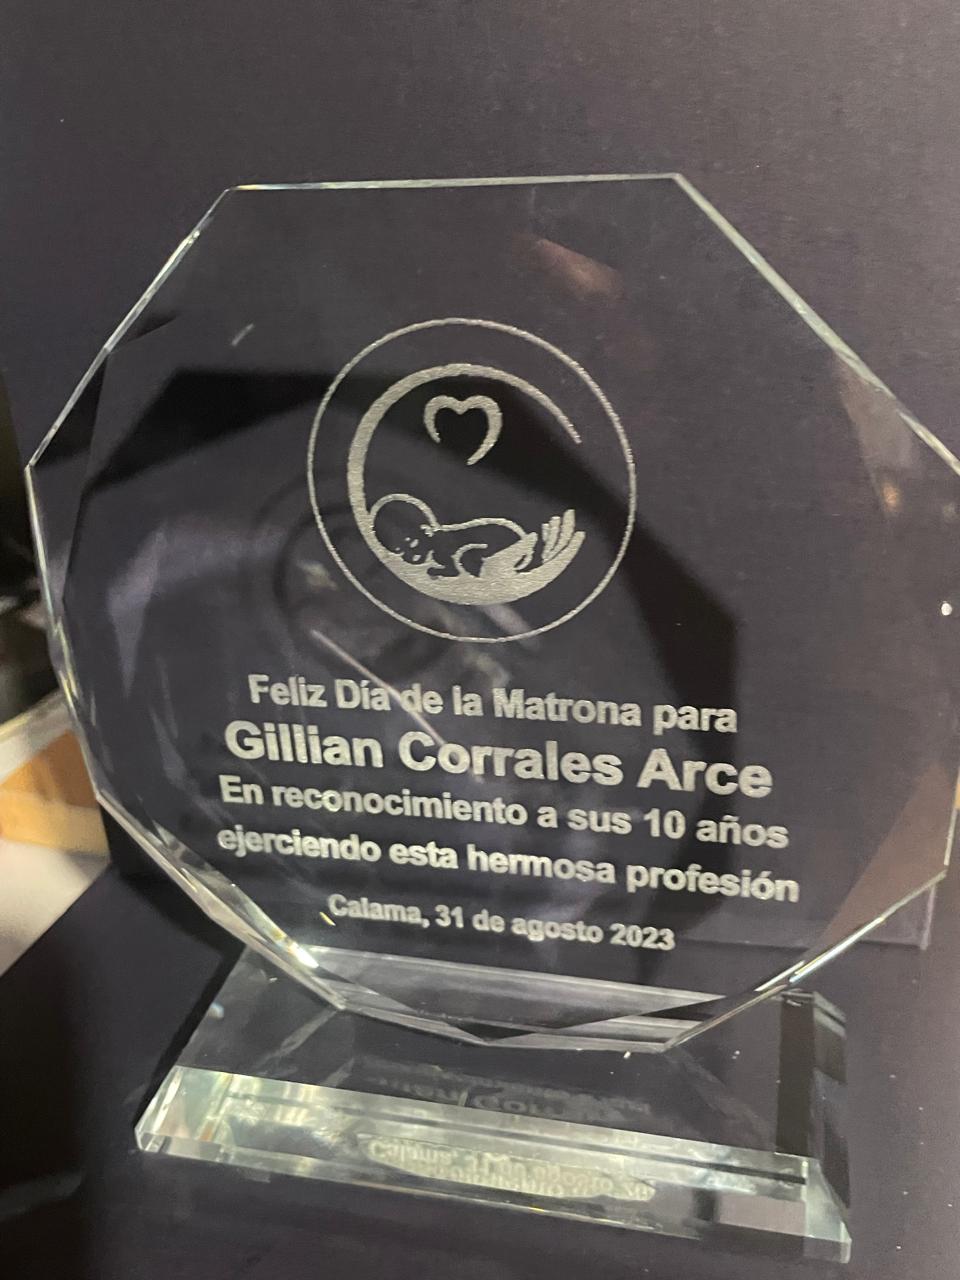 Feliz Día de la Matrona para
Gillian Corrales Arce
En reconocimiento a sus 10 años
ejerciendo esta hermosa profesión
Calama, 31 de agosto 2023